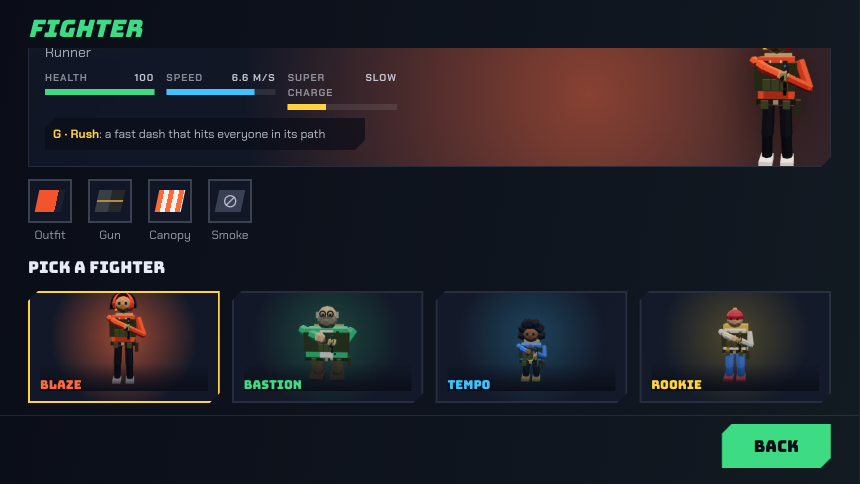 FIGHTER
Runner
HEALTH 100 SPEED 6.6 M/S SUPER CHARGE SLOW
G · Rush: a fast dash that hits everyone in its path
Outfit Gun Canopy Smoke
PICK A FIGHTER
BLAZE BASTION TEMPO ROOKIE
BACK